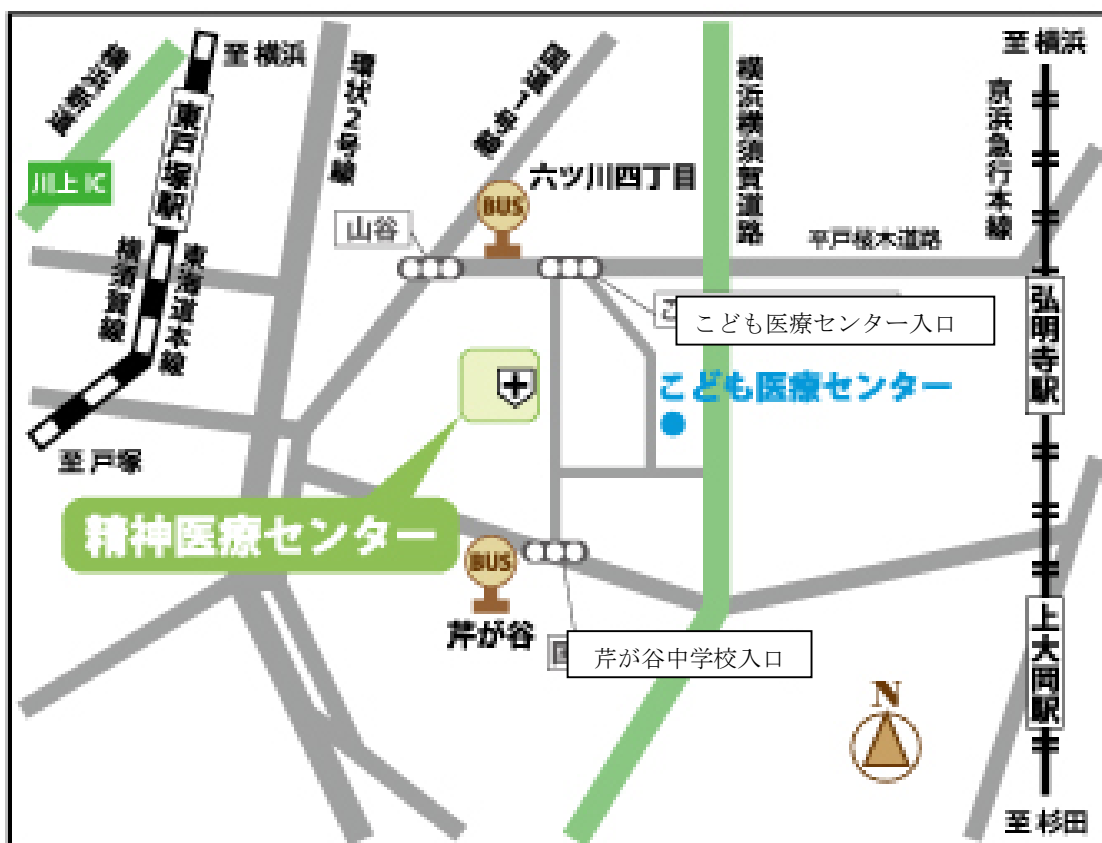 至 横浜
至 横浜
横浜新道
東戸塚駅
環状2号線
国道1号線
横浜横須賀道路
京浜急行本線
川上 IC
六ツ川四丁目
BUS
山谷
平戸桜木道路
横須賀線
東海道本線
こども医療センター入口
弘明寺駅
こども医療センター
至 戸塚
精神医療センター
BUS
芹が谷
芹が谷中学校入口
上大岡駅
N
至 杉田